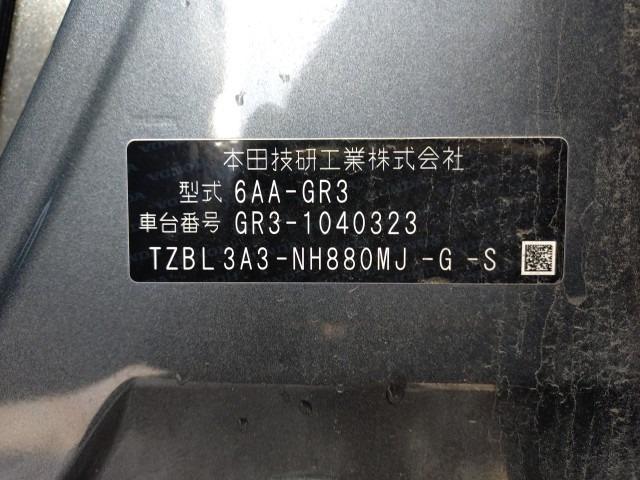 本田技研工業株式会社
型式 6AA-GR3
車台番号 GR3-1040323
TZBL3A3-NH880MJ-G-S